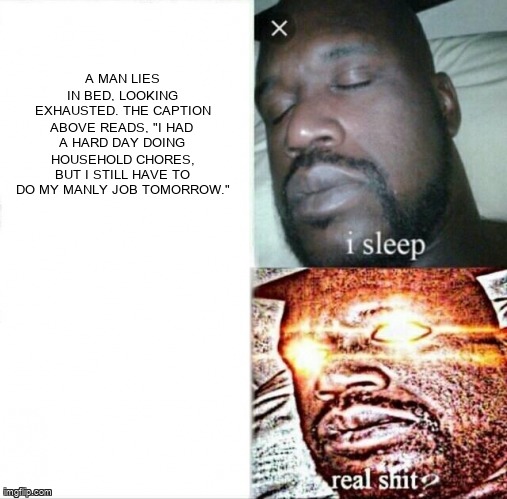 A MAN LIES
IN BED, LOOKING
EXHAUSTED. THE CAPTION
ABOVE READS, "I HAD
A HARD DAY DOING
HOUSEHOLD CHORES,
BUT I STILL HAVE TO
DO MY MANLY JOB TOMORROW."
i sleep
real shit?
imgflip.com